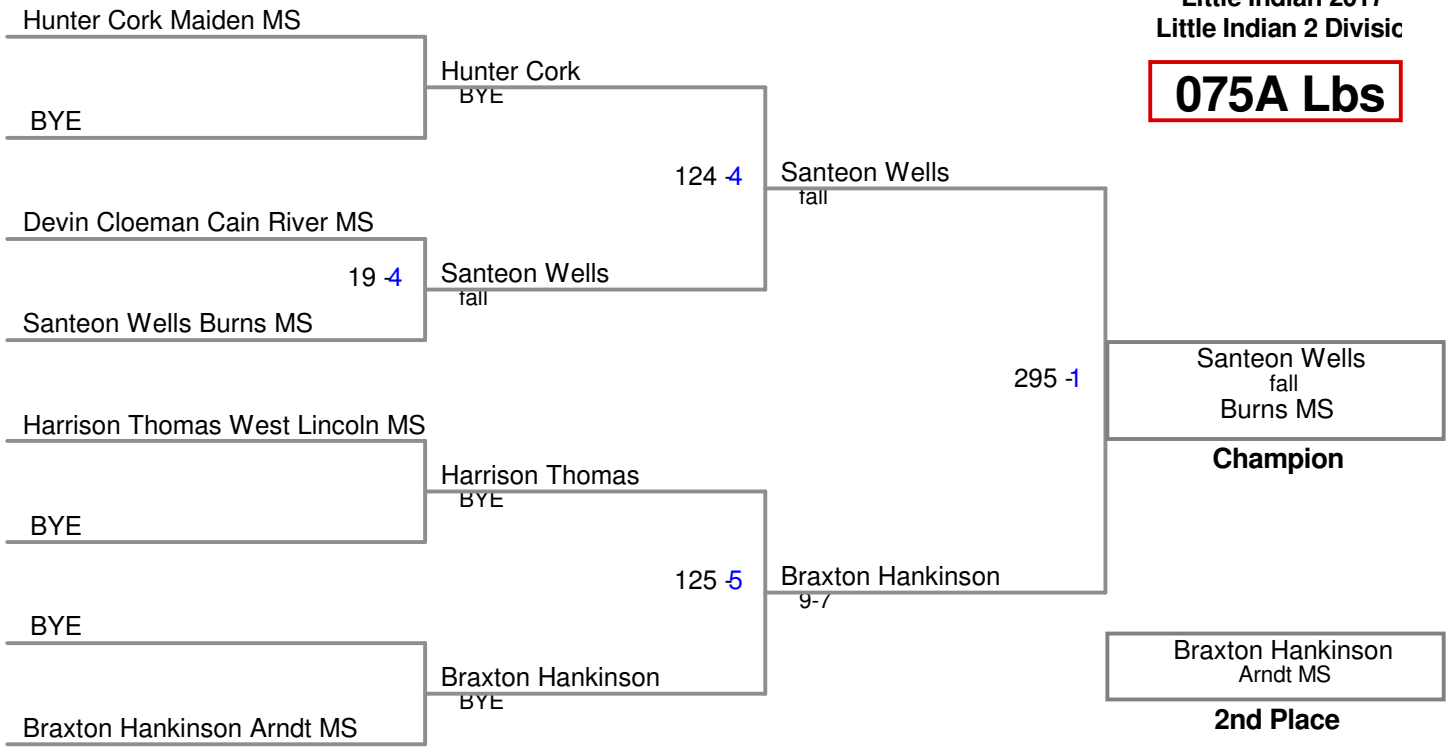 Little Indian 2017
Little Indian 2 Divisic
075A Lbs
Hunter Cork Maiden MS
BYE
Devin Cloeman Cain River MS
19 -4
Santeon Wells Burns MS
Harrison Thomas West Lincoln MS
BYE
BYE
Braxton Hankinson Arndt MS
Hunter Cork
BYE
124 -4
Santeon Wells
fall
Harrison Thomas
BYE
125 -5
Braxton Hankinson
BYE
Santeon Wells
fall
295 -1
Braxton Hankinson
9-7
Santeon Wells
fall
Burns MS
Champion
Braxton Hankinson
Arndt MS
2nd Place